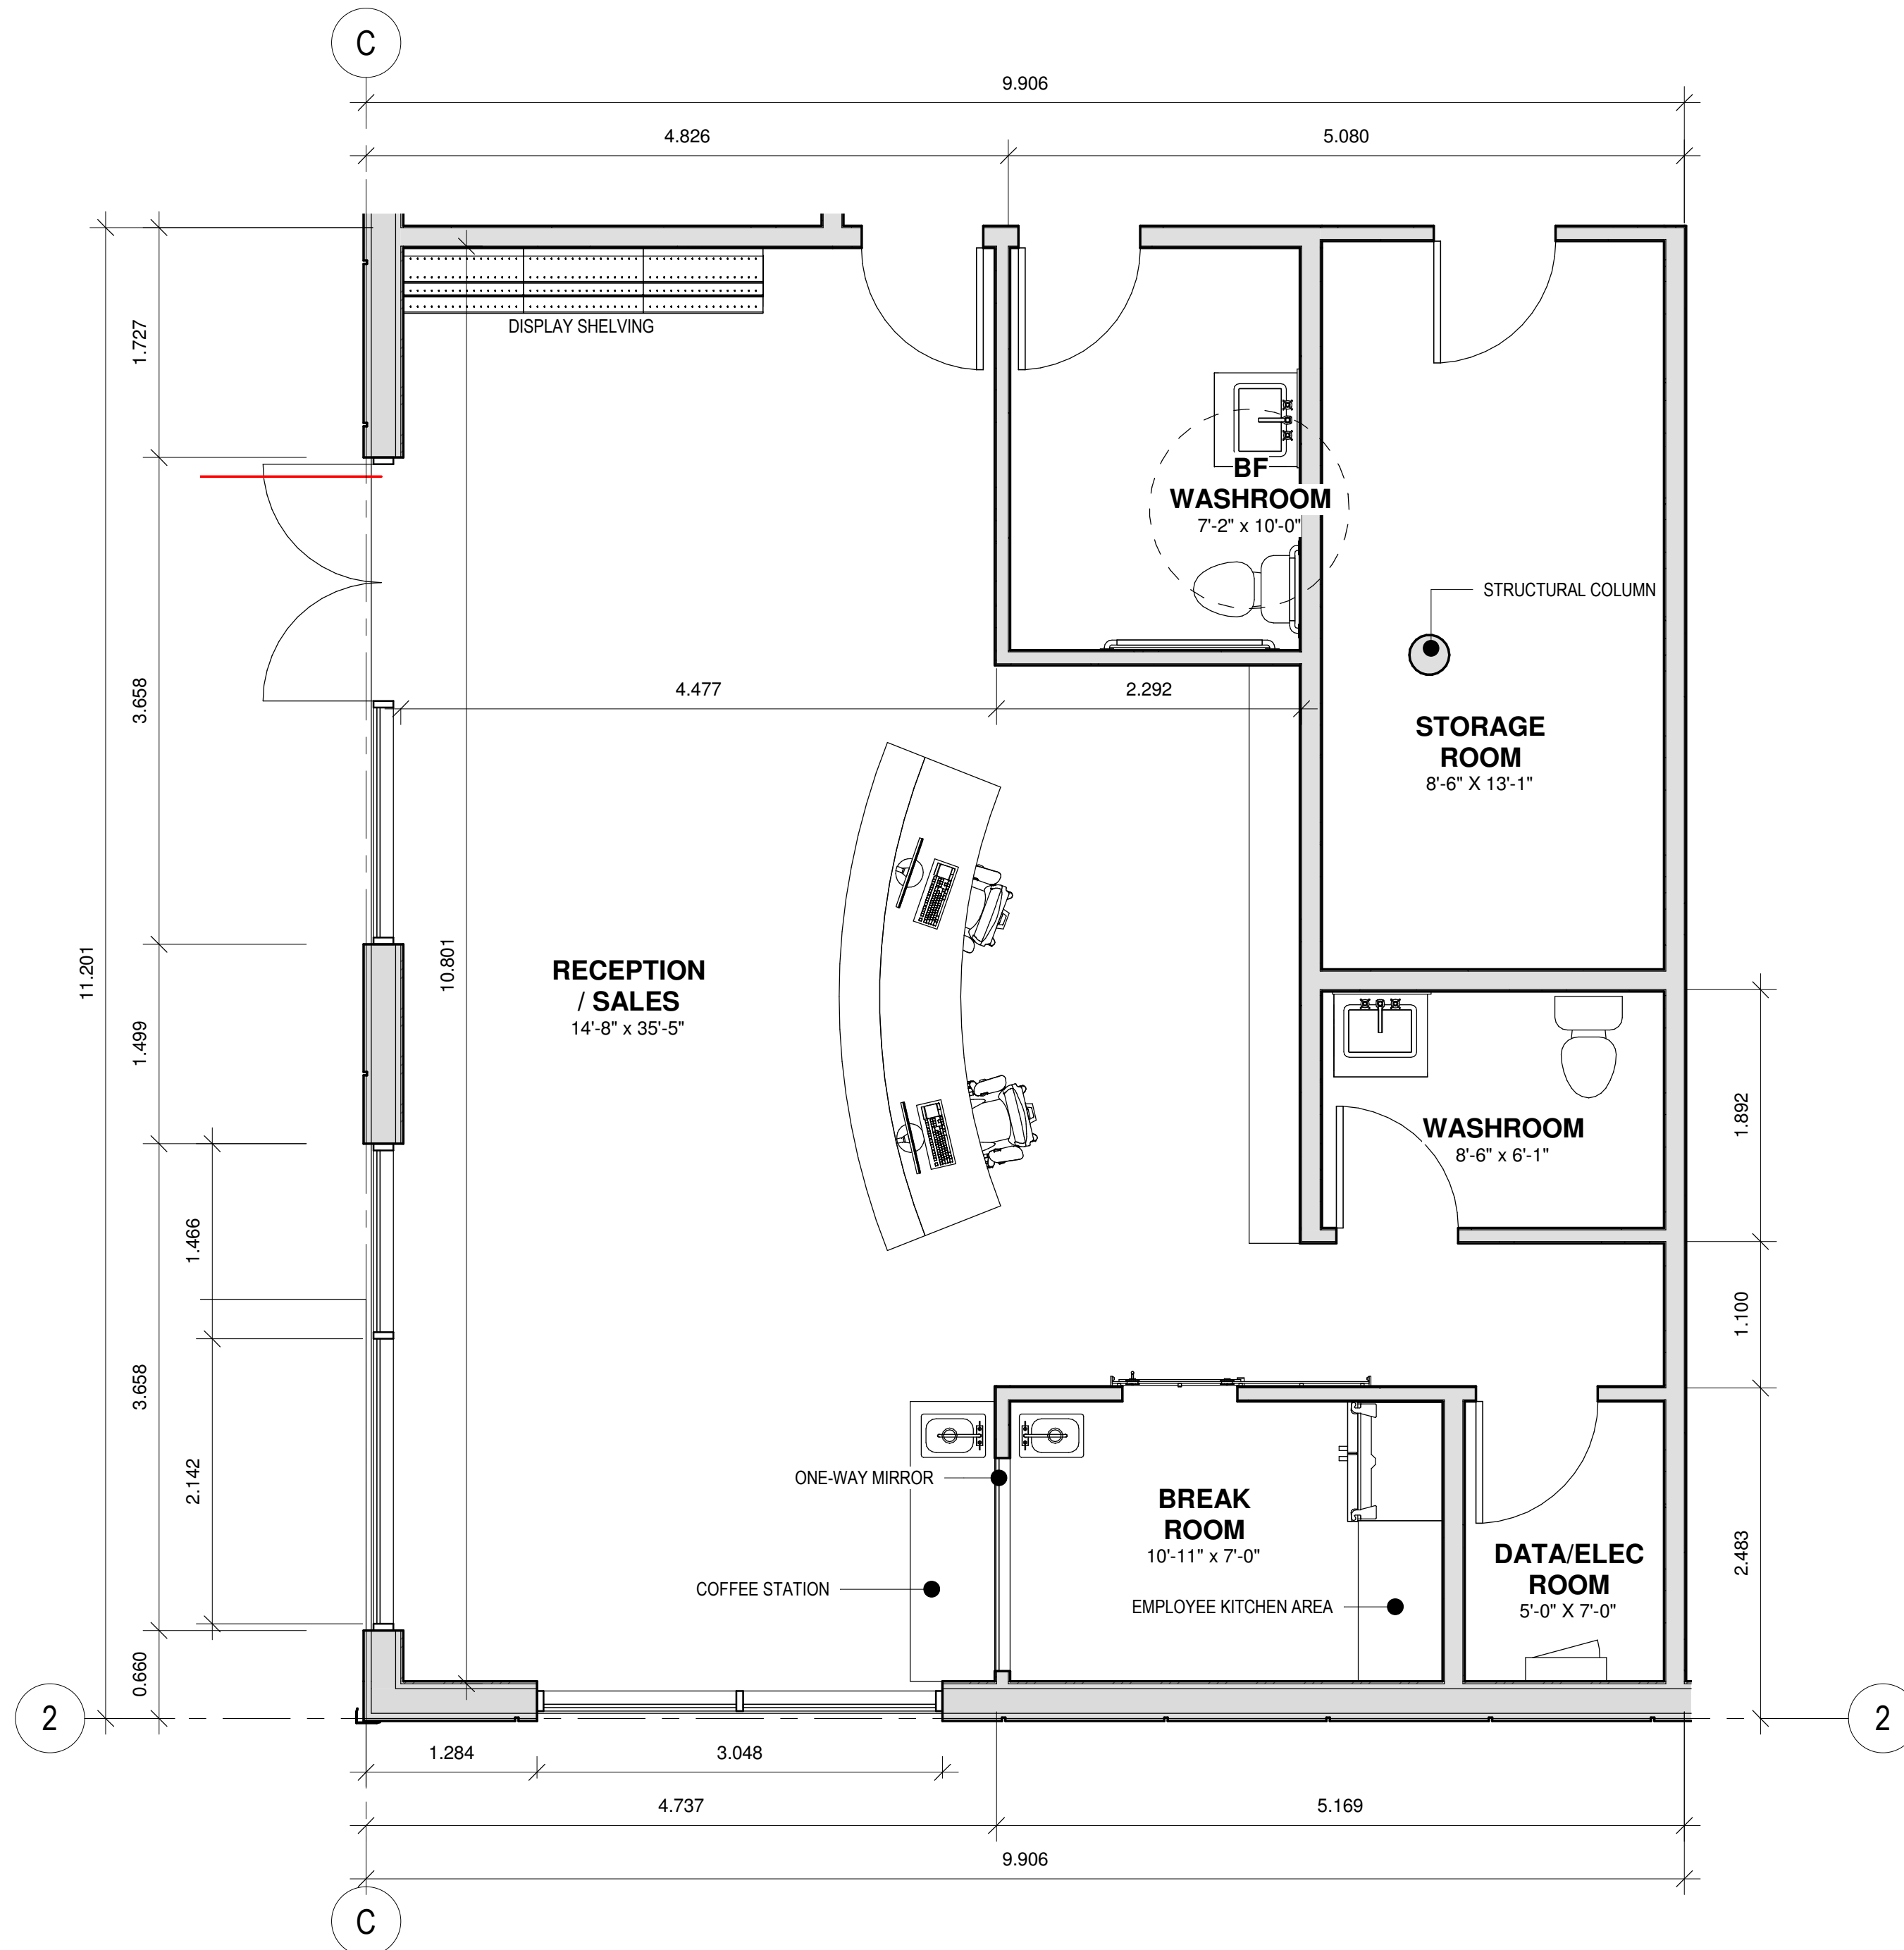 C
9.906
4.826
5.080
DISPLAY SHELVING
1.727
BF
WASHROOM
7'-2" x 10'-0"
STRUCTURAL COLUMN
3.658
4.477
2.292
STORAGE
ROOM
8'-6" X 13'-1"
11.201
10.801
RECEPTION
/ SALES
14'-8" x 35'-5"
1.499
WASHROOM
8'-6" x 6'-1"
1.892
1.466
1.100
3.658
2.142
ONE-WAY MIRROR
BREAK
ROOM
10'-11" x 7'-0"
DATA/ELEC
ROOM
5'-0" X 7'-0"
2.483
COFFEE STATION
EMPLOYEE KITCHEN AREA
0.660
2
2
1.284
3.048
4.737
5.169
9.906
C